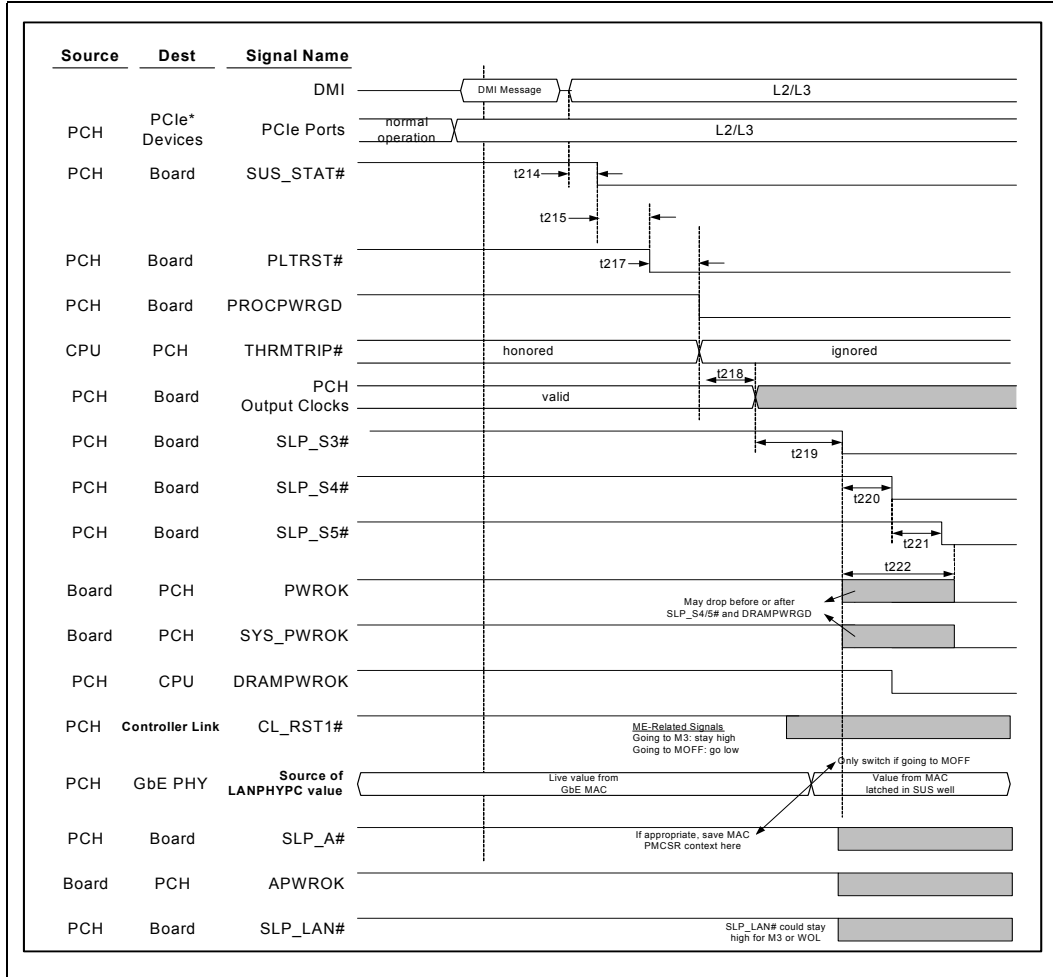 Source Dest Signal Name
DMI DMI Message L2/L3
PCH PCIe* Devices PCIe Ports normal operation L2/L3
PCH Board SUS_STAT# t214
t215
PCH Board PLTRST# t217
PCH Board PROCPWRGD
CPU PCH THRMTRIP# honored ignored
t218
PCH Board PCH Output Clocks valid
PCH Board SLP_S3# t219
PCH Board SLP_S4# t220
PCH Board SLP_S5# t221
t222
Board PCH PWROK
May drop before or after
SLP_S4/5# and DRAMPWRGD
Board PCH SYS_PWROK
PCH CPU DRAMPWROK
PCH Controller Link CL_RST1#
ME-Related Signals
Going to M3: stay high
Going to MOFF: go low
Only switch if going to MOFF
PCH GbE PHY Source of LANPHYPC value
Live value from
GbE MAC
Value from MAC
latched in SUS well
PCH Board SLP_A#
If appropriate, save MAC
PMCSR context here
Board PCH APWROK
PCH Board SLP_LAN#
SLP_LAN# could stay
high for M3 or WOL